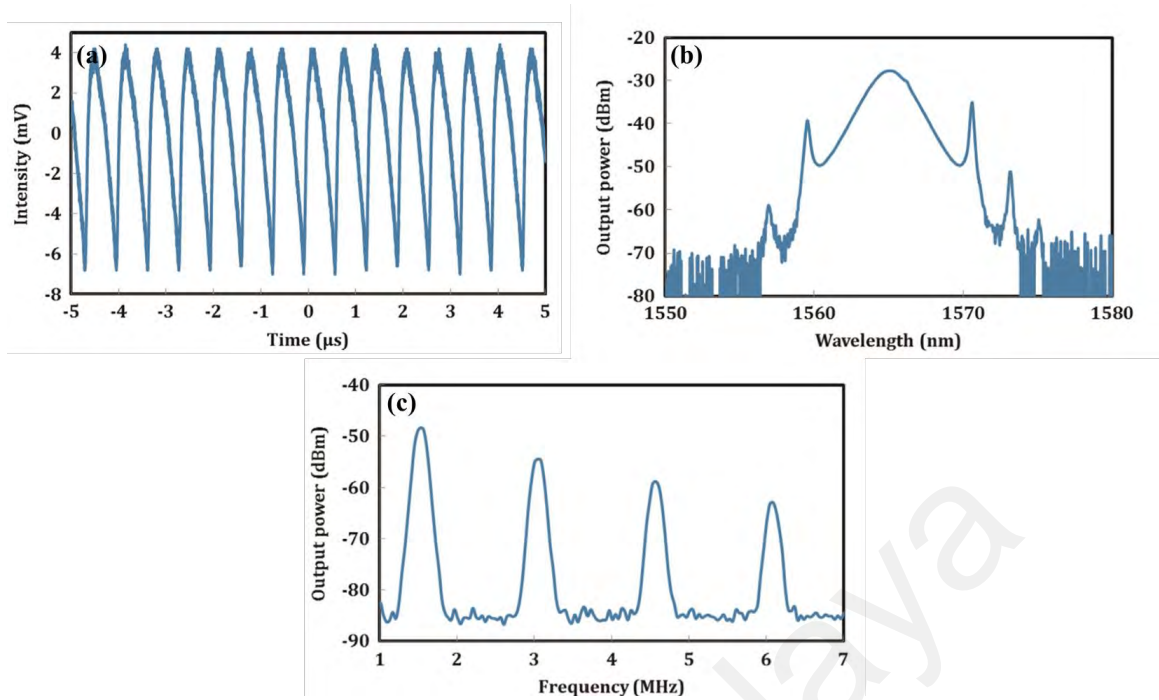 (a)
Intensity (mV)
4
2
0
-2
-4
-6
-8
-5 -4 -3 -2 -1 0 1 2 3 4 5
Time (µs)
(b)
Output power (dBm)
-20
-30
-40
-50
-60
-70
-80
1550 1560 1570 1580
Wavelength (nm)
(c)
Output power (dBm)
-40
-50
-60
-70
-80
-90
1 2 3 4 5 6 7
Frequency (MHz)
laya